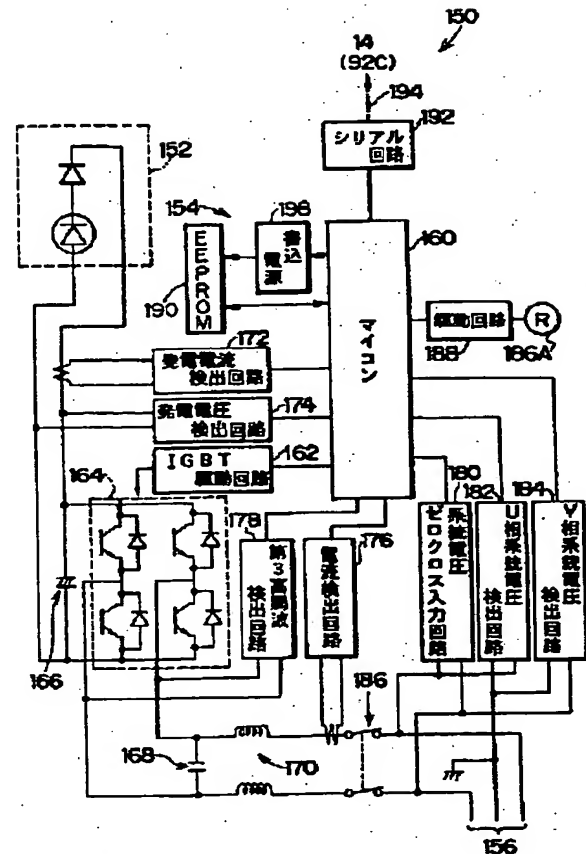 150
14
(92C)
194
192
シリアル
回路
152
154
198
160
EEPROM
書込
電源
190
マイコン
駆動回路
R
188
186A
172
発電電流
検出回路
174
発電電圧
検出回路
162
IGBT
駆動回路
164
180
182
184
178
第3高調波
検出回路
176
電流検出回路
系統電圧
ゼロクロス入力回路
U相系統電圧
検出回路
V相系統電圧
検出回路
166
186
168
170
156